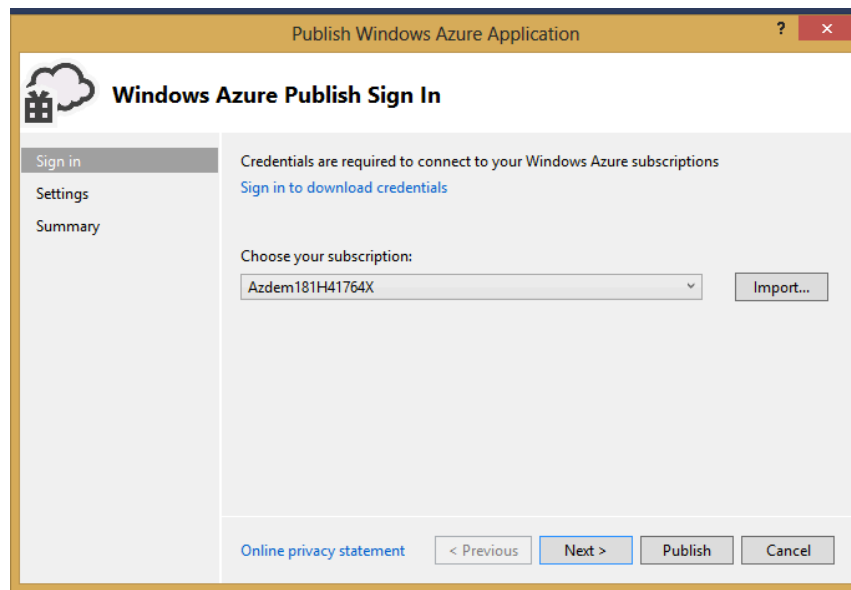 Publish Windows Azure Application
?
×
Windows Azure Publish Sign In
Sign in
Settings
Summary
Credentials are required to connect to your Windows Azure subscriptions
Sign in to download credentials
Choose your subscription:
Azdem181H41764X
Import...
Online privacy statement
< Previous
Next >
Publish
Cancel